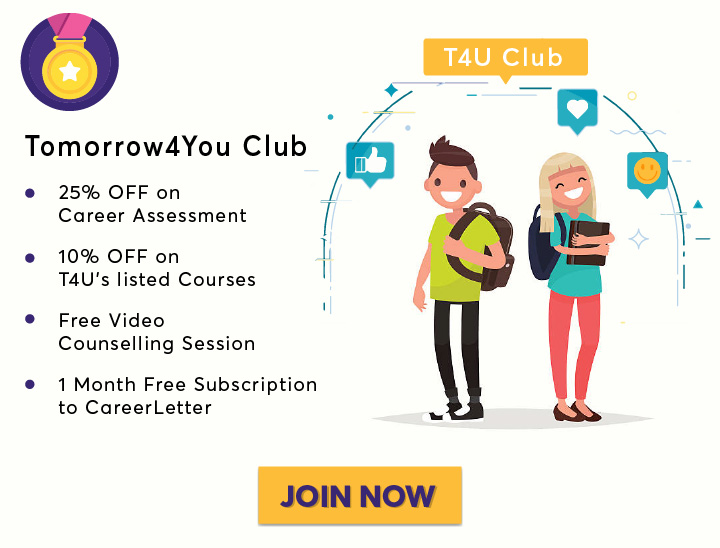 T4U Club
Tomorrow4You Club
25% OFF on
Career Assessment
10% OFF on
T4U's listed Courses
Free Video
Counselling Session
1 Month Free Subscription
to CareerLetter
JOIN NOW